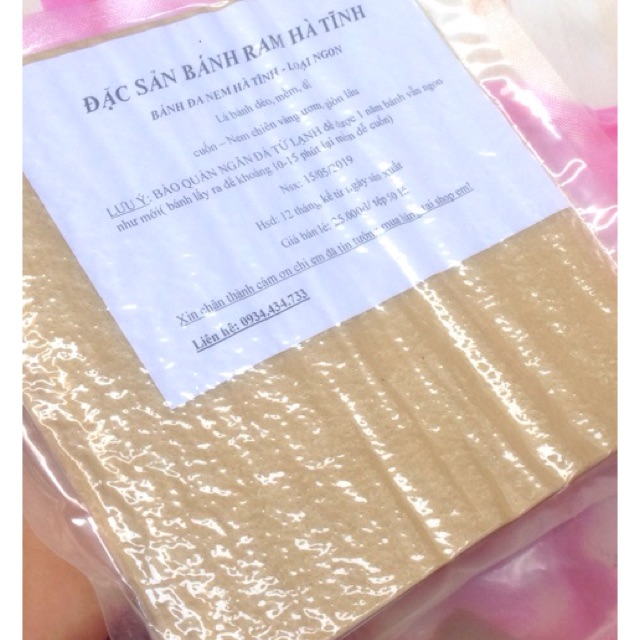 ĐẶC SẢN BÁNH RAM HÀ TĨNH
BÁNH ĐA NEM HÀ TĨNH - LOẠI NGON
Lá bánh dẻo, mềm, dễ
cuốn – Nem chiên vàng ươm, giòn lâu
LƯU Ý: BẢO QUẢN NGĂN ĐÁ TỦ LẠNH để được 1 năm bánh vẫn ngon
như mới( bánh lấy ra để khoảng 10-15 phút lại mềm dễ cuốn)
Nsx: 15/05/2019
Hsd: 12 tháng kể từ ngày sản xuất
Giá bán lẻ: 25.000đ/ tệp 50 lá
Xin chân thành cảm ơn chị em đã tin tưởng mua hàng tại shop em!
Liên hệ: 0934.434.733